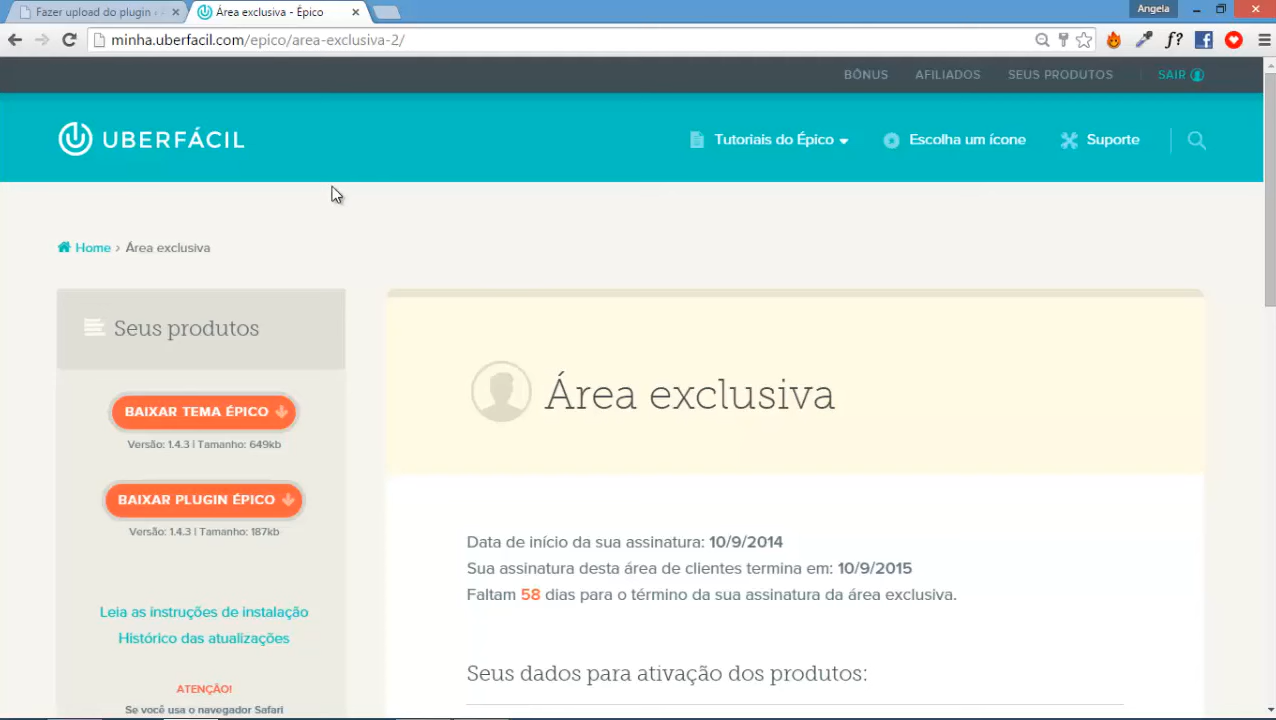 Fazer upload do plugin
Área exclusiva - Épico
Angela
minha.uberfacil.com/epico/area-exclusiva-2/
f?
BÔNUS
AFILIADOS
SEUS PRODUTOS
SAIR
UBERFÁCIL
Tutoriais do Épico
Escolha um ícone
Suporte
Home › Área exclusiva
Seus produtos
BAIXAR TEMA ÉPICO
Versão: 1.4.3 | Tamanho: 649kb
BAIXAR PLUGIN ÉPICO
Versão: 1.4.3 | Tamanho: 187kb
Leia as instruções de instalação
Histórico das atualizações
ATENÇÃO!
Se você usa o navegador Safari
Área exclusiva
Data de início da sua assinatura: 10/9/2014
Sua assinatura desta área de clientes termina em: 10/9/2015
Faltam 58 dias para o término da sua assinatura da área exclusiva.
Seus dados para ativação dos produtos: